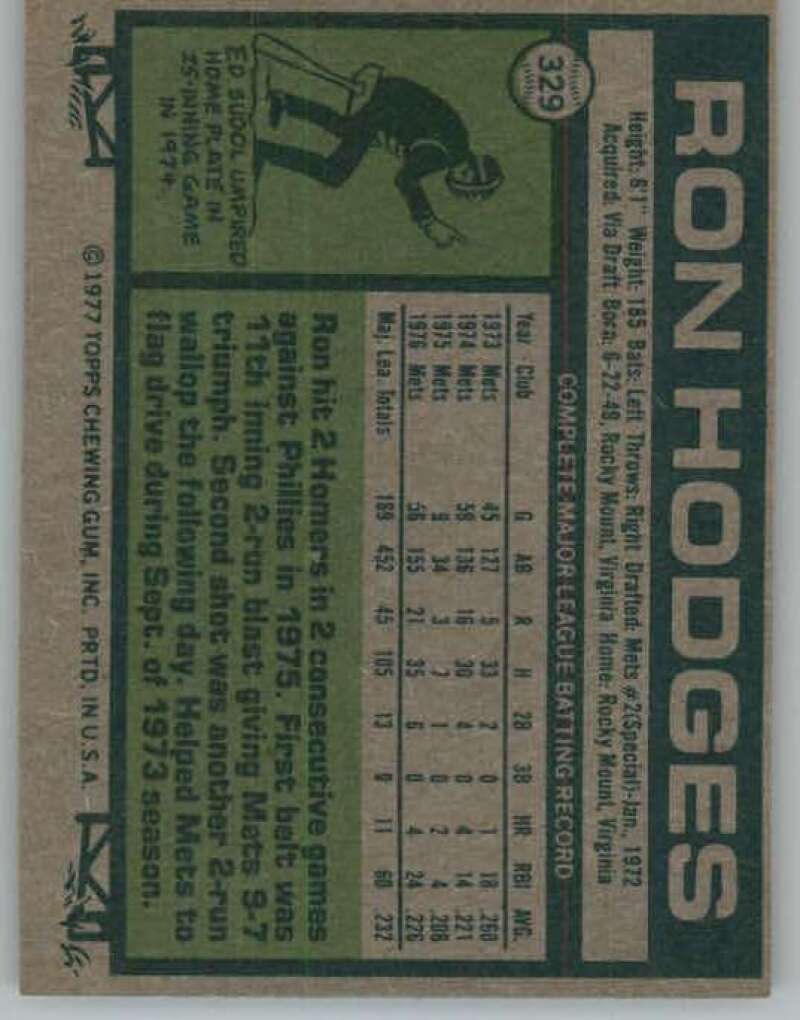 329
RON HODGES
Height: 6'1" Weight: 185 Bats: Left Throws: Right Drafted: Mets #2(Special)-Jan., 1972
Acquired: Via Draft Born: 6-22-49, Rocky Mount, Virginia Home: Rocky Mount, Virginia
COMPLETE MAJOR LEAGUE BATTING RECORD
Year Club G AB R H 2B 3B HR RBI AVG.
1973 Mets 45 127 5 33 2 0 1 18 .260
1974 Mets 59 136 16 30 4 0 4 14 .221
1975 Mets 9 34 3 7 1 0 2 4 .206
1976 Mets 56 155 21 35 6 0 4 24 .226
Maj. Lea. Totals 189 452 45 105 13 0 11 60 .232
ED SUDOL UMPIRED
HOME PLATE IN
25-INNING GAME
IN 1974.
Ron hit 2 Homers in 2 consecutive games
against Phillies in 1975. First belt was
11th inning 2-run blast giving Mets 9-7
triumph. Second shot was another 2-run
wallop the following day. Helped Mets to
flag drive during Sept. of 1973 season.
©1977 TOPPS CHEWING GUM, INC. PRTD. IN U.S.A.